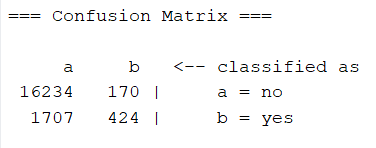 === Confusion Matrix ===
a b <-- classified as
16234 170 | a = no
1707 424 | b = yes